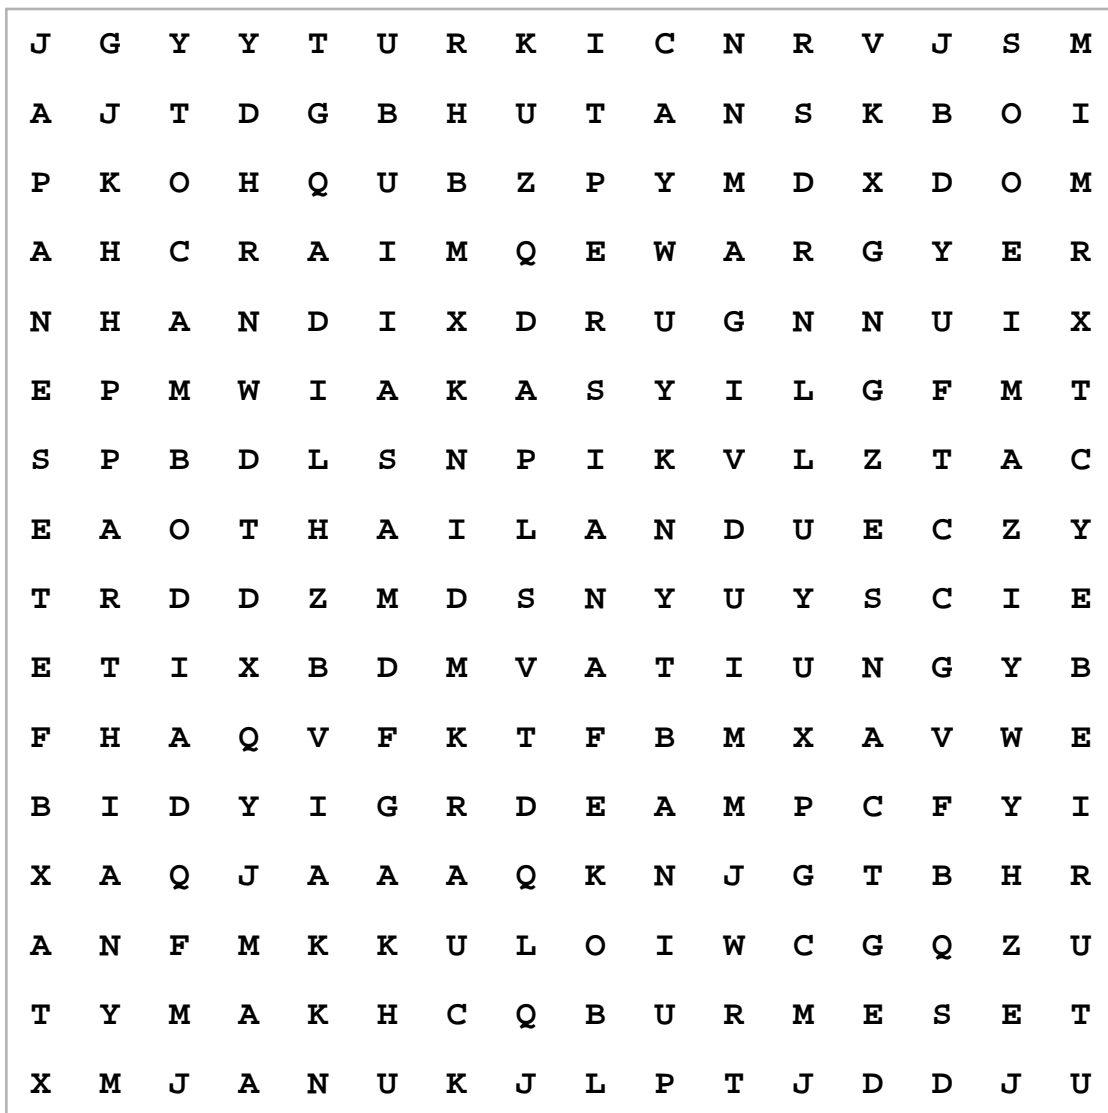 J G Y Y T U R K I C N R V J S M
A J T D G B H U T A N S K B O I
P K O H Q U B Z P Y M D X D O M
A H C R A I M Q E W A R G Y E R
N H A N D I X D R U G N N U I X
E P M W I A K A S Y I L G F M T
S P B D L S N P I K V L Z T A C
E A O T H A I L A N D U E C Z Y
T R D D Z M D S N Y U Y S C I E
E T I X B D M V A T I U N G Y B
F H A Q V F K T F B M X A V W E
B I D Y I G R D E A M P C F Y I
X A Q J A A A Q K N J G T B H R
A N F M K K U L O I W C G Q Z U
T Y M A K H C Q B U R M E S E T
X M J A N U K J L P T J D D J U